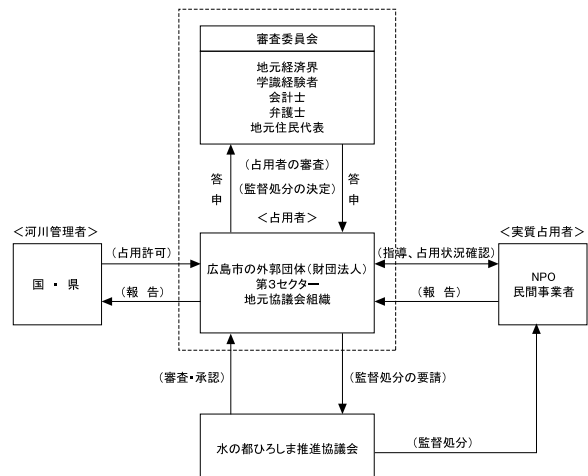 審査委員会
地元経済界
学識経験者
会計士
弁護士
地元住民代表
答申
(占用者の審査)
(監督処分の決定)
答申
<占用者>
<河川管理者>
<実質占用者>
国・県
(占用許可)
(報 告)
広島市の外郭団体(財団法人)
第3セクター
地元協議会組織
(指導、占用状況確認)
(報 告)
NPO
民間事業者
(審査・承認)
(監督処分の要請)
水の都ひろしま推進協議会
(監督処分)